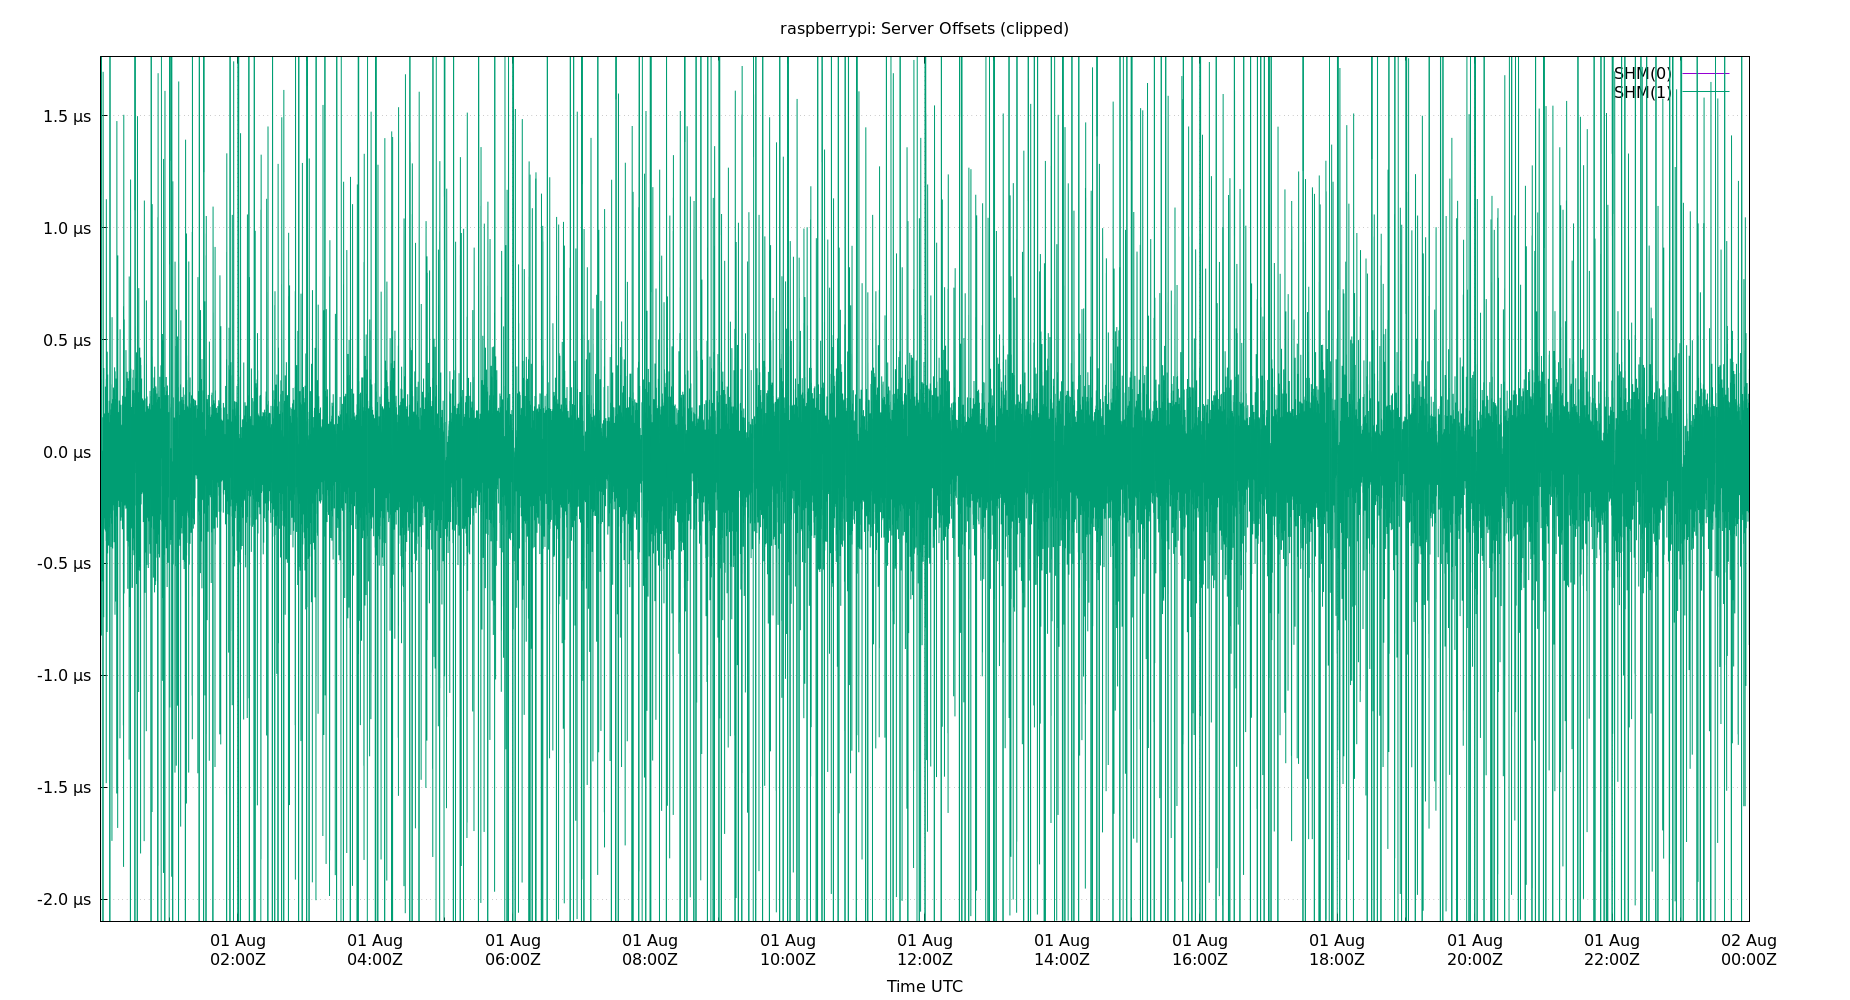 raspberrypi: Server Offsets (clipped)
SHM(0)
SHM(1)
1.5 µs
1.0 µs
0.5 µs
0.0 µs
-0.5 µs
-1.0 µs
-1.5 µs
-2.0 µs
01 Aug 01 Aug 01 Aug 01 Aug 01 Aug 01 Aug 01 Aug 01 Aug 01 Aug 01 Aug 01 Aug 02 Aug
02:00Z 04:00Z 06:00Z 08:00Z 10:00Z 12:00Z 14:00Z 16:00Z 18:00Z 20:00Z 22:00Z 00:00Z
Time UTC